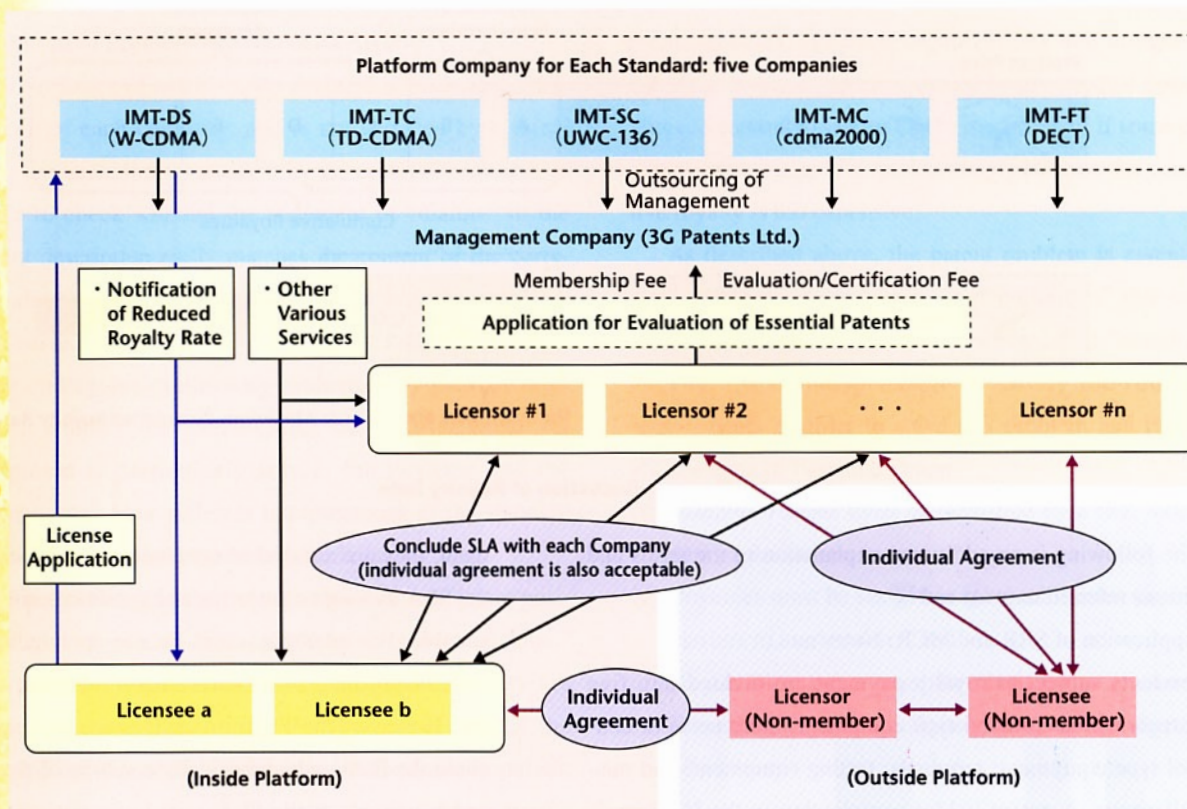 Platform Company for Each Standard: five Companies
IMT-DS
(W-CDMA)
IMT-TC
(TD-CDMA)
IMT-SC
(UWC-136)
IMT-MC
(cdma2000)
IMT-FT
(DECT)
Outsourcing of
Management
Management Company (3G Patents Ltd.)
・Notification
of Reduced
Royalty Rate
・Other
Various
Services
Membership Fee
Evaluation/Certification Fee
Application for Evaluation of Essential Patents
Licensor #1
Licensor #2
・・・
Licensor #n
License
Application
Conclude SLA with each Company
(individual agreement is also acceptable)
Individual Agreement
Licensee a
Licensee b
Individual
Agreement
Licensor
(Non-member)
Licensee
(Non-member)
(Inside Platform)
(Outside Platform)